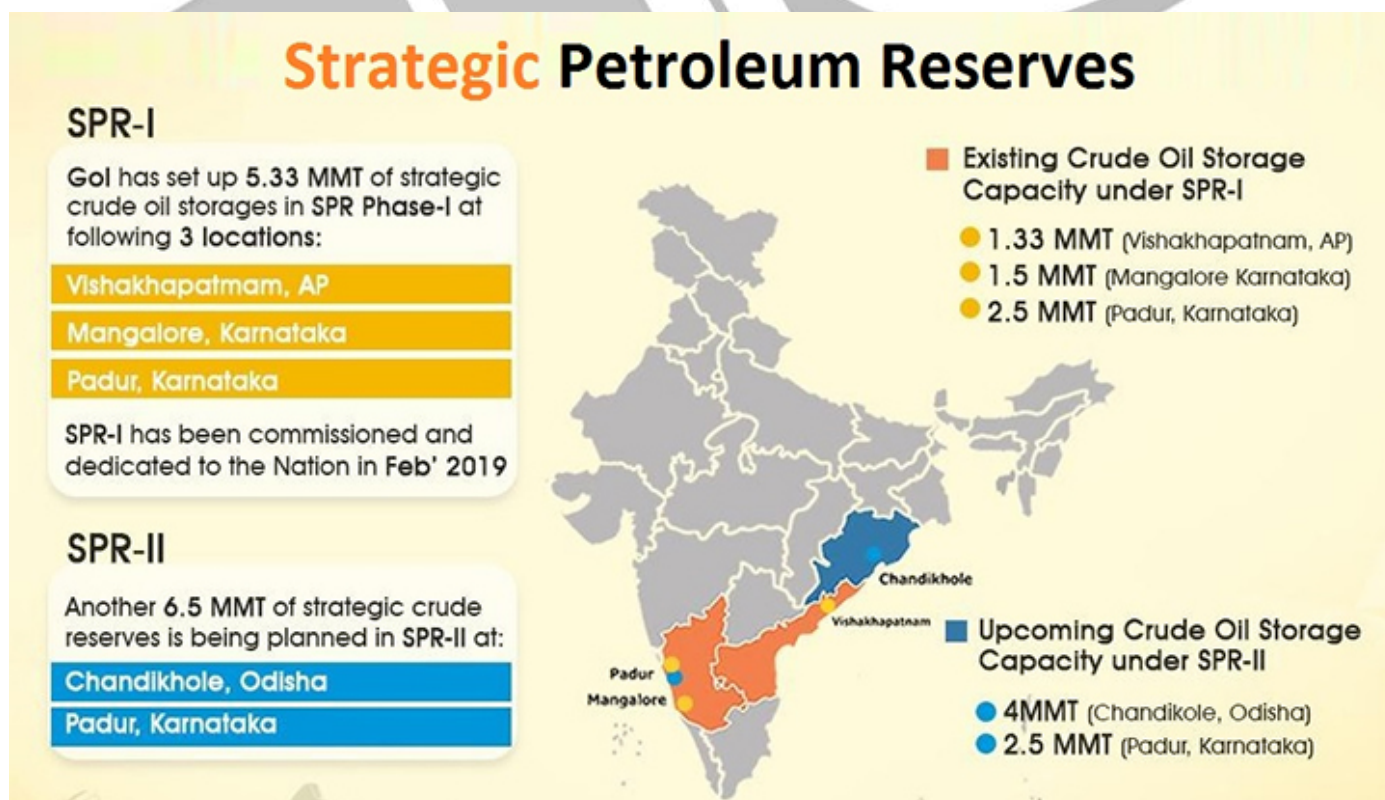 Strategic Petroleum Reserves
SPR-I
GoI has set up 5.33 MMT of strategic
crude oil storages in SPR Phase-I at
following 3 locations:
Vishakhapatmam, AP
Mangalore, Karnataka
Padur, Karnataka
SPR-I has been commissioned and
dedicated to the Nation in Feb' 2019
SPR-II
Another 6.5 MMT of strategic crude
reserves is being planned in SPR-II at:
Chandikhole, Odisha
Padur, Karnataka
Existing Crude Oil Storage
Capacity under SPR-I
1.33 MMT (Vishakhapatnam, AP)
1.5 MMT (Mangalore Karnataka)
2.5 MMT (Padur, Karnataka)
Chandikhole
Vishakhapatnam
Padur
Mangalore
Upcoming Crude Oil Storage
Capacity under SPR-II
4MMT (Chandikole, Odisha)
2.5 MMT (Padur, Karnataka)